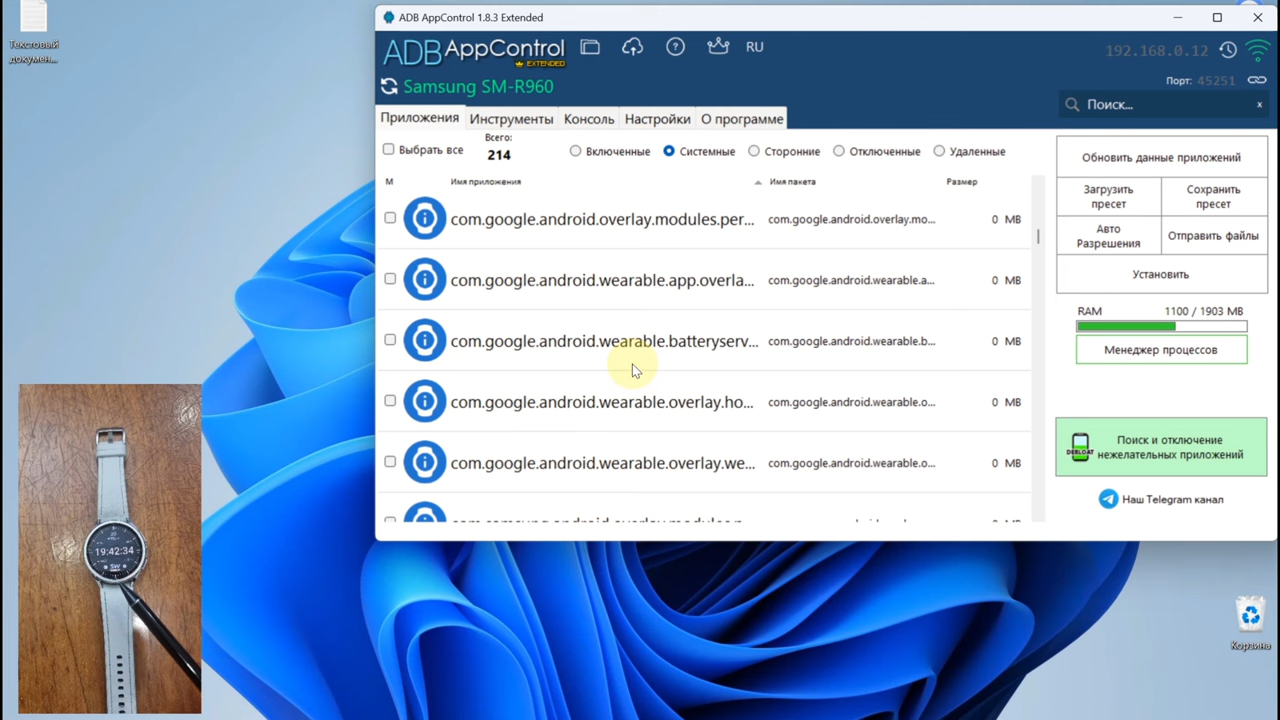 Текстовый
докумен...
ADB AppControl 1.8.3 Extended
ADB AppControl
EXTENDED
RU
192.168.0.12
Samsung SM-R960
Порт: 45251
Поиск...
x
Приложения
Инструменты
Консоль
Настройки
О программе
Выбрать все
Всего:
214
Включенные
Системные
Сторонние
Отключенные
Удаленные
М
Имя приложения
Имя пакета
Размер
com.google.android.overlay.modules.per... com.google.android.overlay.mo... 0 MB
com.google.android.wearable.app.overla... com.google.android.wearable.a... 0 MB
com.google.android.wearable.batteryserv... com.google.android.wearable.b... 0 MB
com.google.android.wearable.overlay.ho... com.google.android.wearable.o... 0 MB
com.google.android.wearable.overlay.we... com.google.android.wearable.o... 0 MB
Обновить данные приложений
Загрузить
пресет
Сохранить
пресет
Авто
Разрешения
Отправить файлы
Установить
RAM 1100 / 1903 MB
Менеджер процессов
DEBLOAT
Поиск и отключение
нежелательных приложений
Наш Telegram канал
19:42:34
Корзина